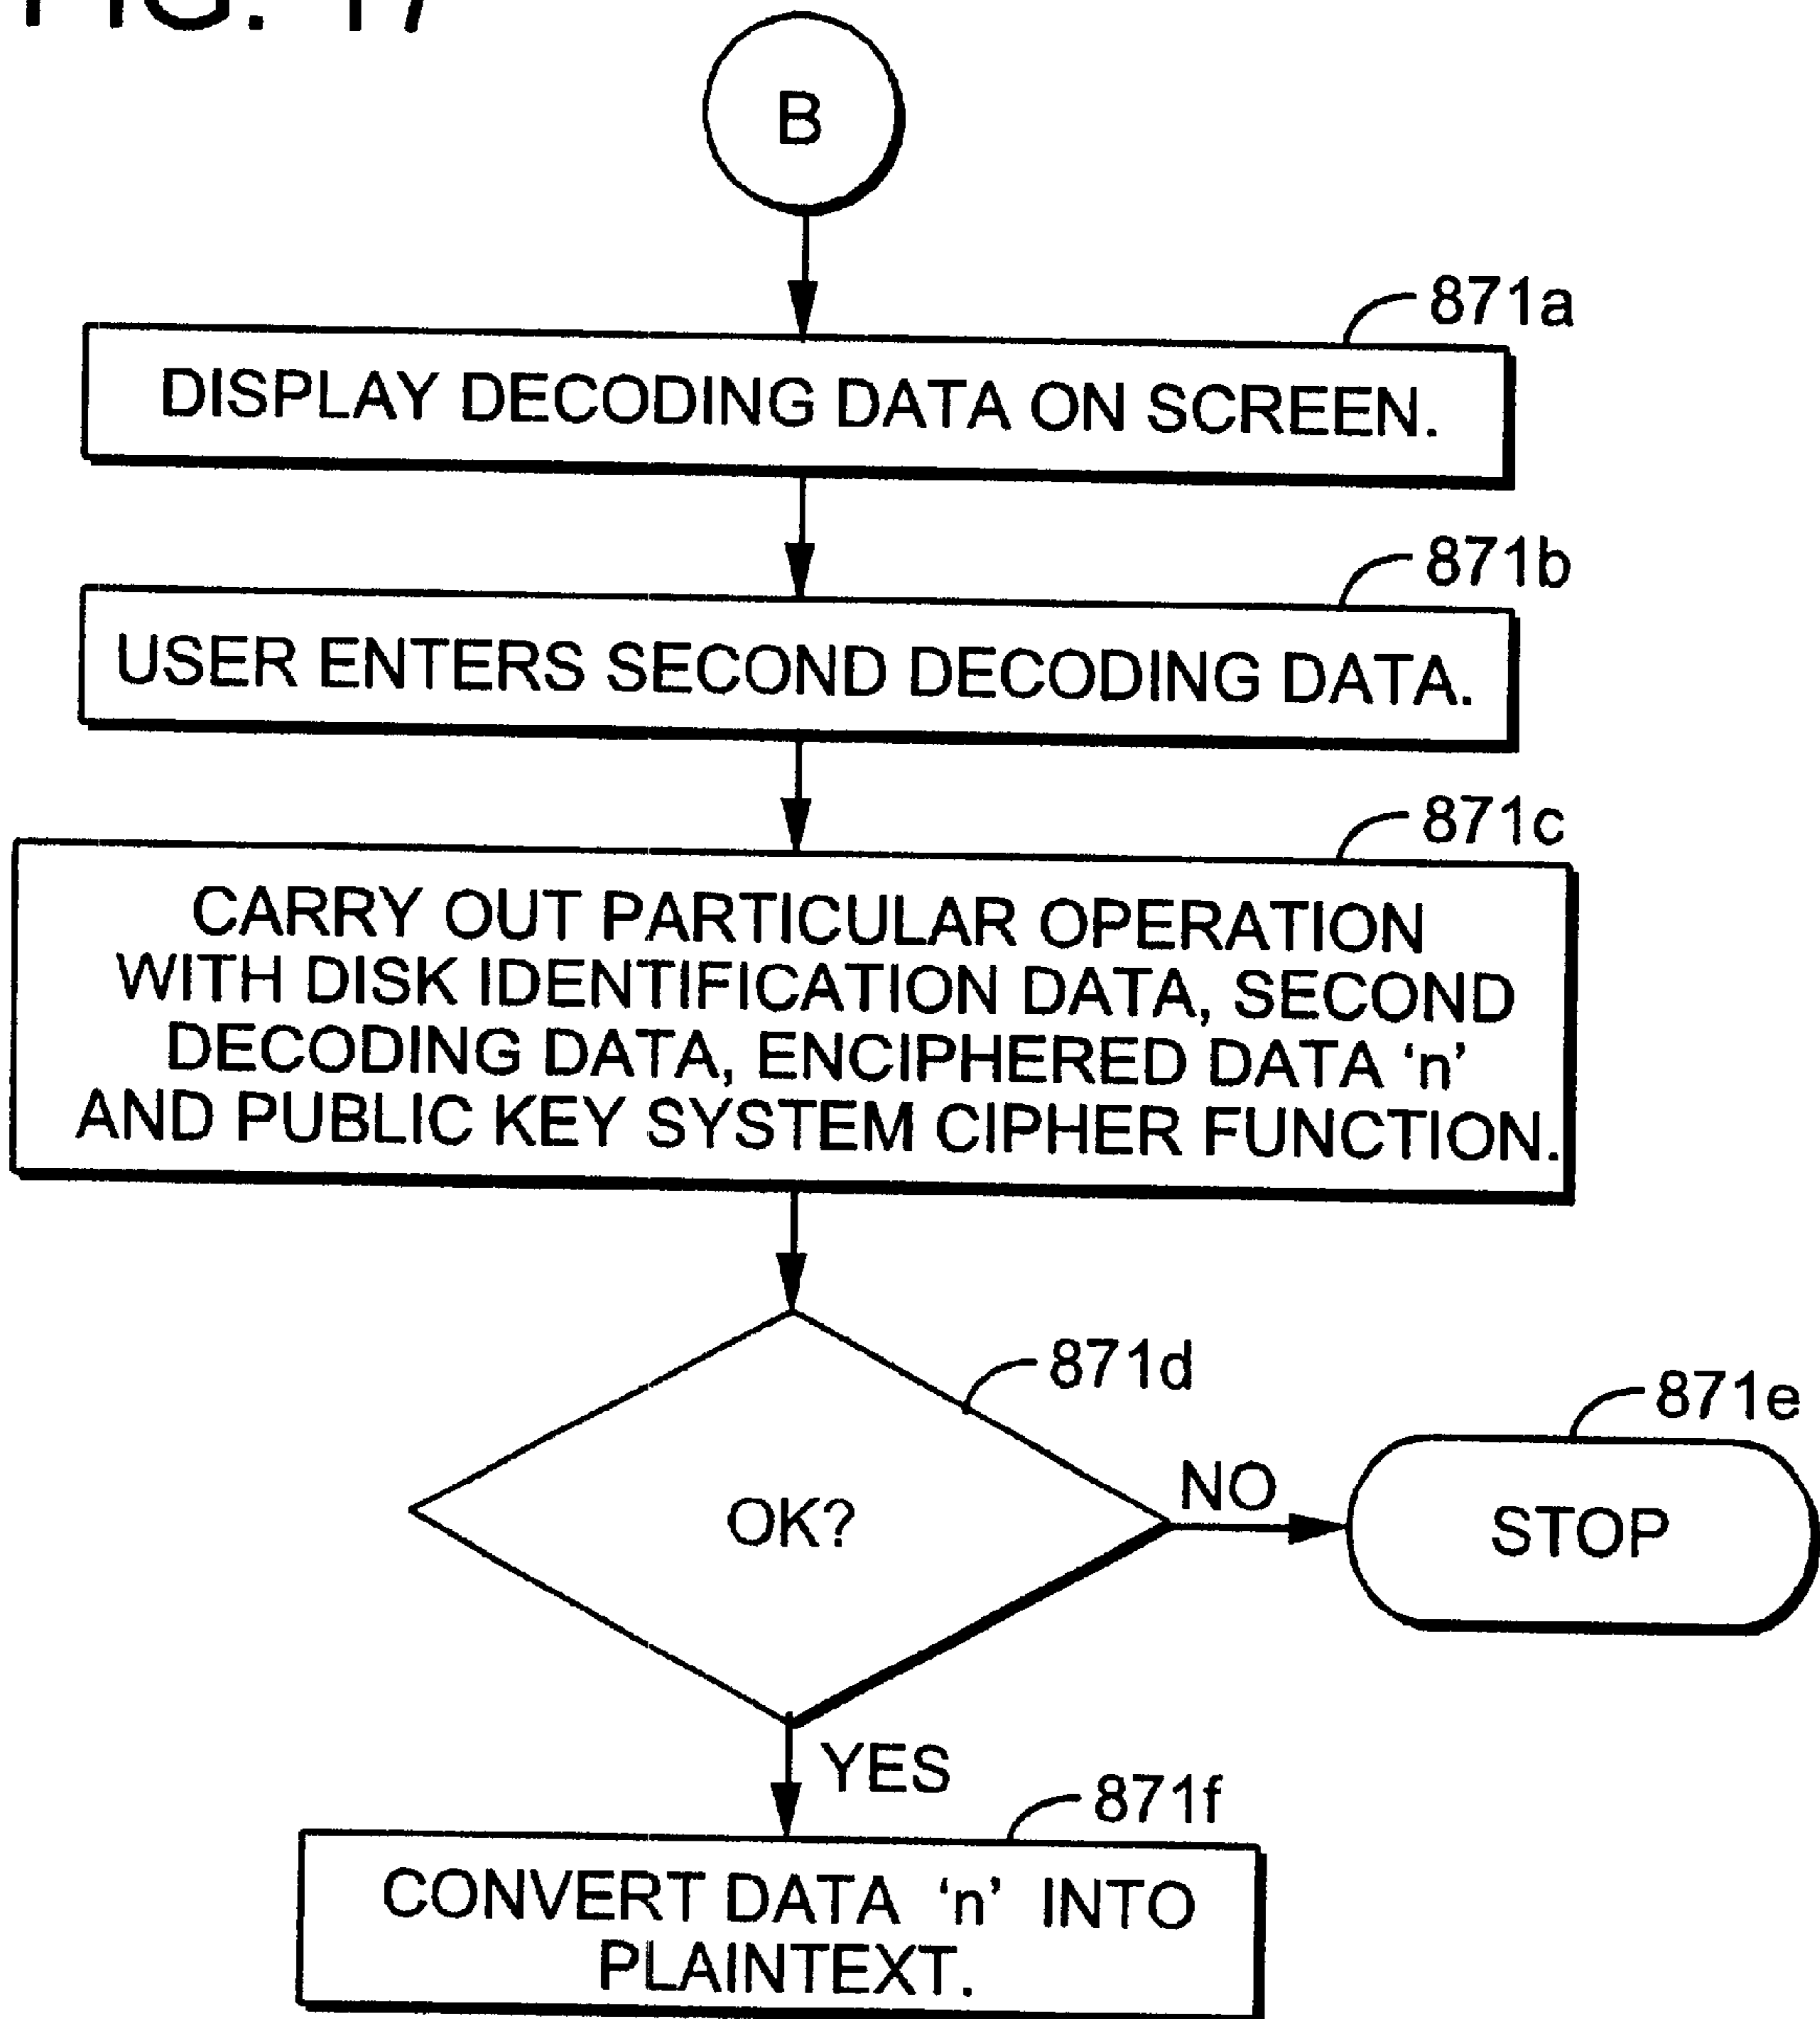 FIG. 17
B
871a
DISPLAY DECODING DATA ON SCREEN.
871b
USER ENTERS SECOND DECODING DATA.
871c
CARRY OUT PARTICULAR OPERATION
WITH DISK IDENTIFICATION DATA, SECOND
DECODING DATA, ENCIPHERED DATA ‘n’
AND PUBLIC KEY SYSTEM CIPHER FUNCTION.
871d
871e
OK?
NO
STOP
YES
871f
CONVERT DATA ‘n’ INTO
PLAINTEXT.